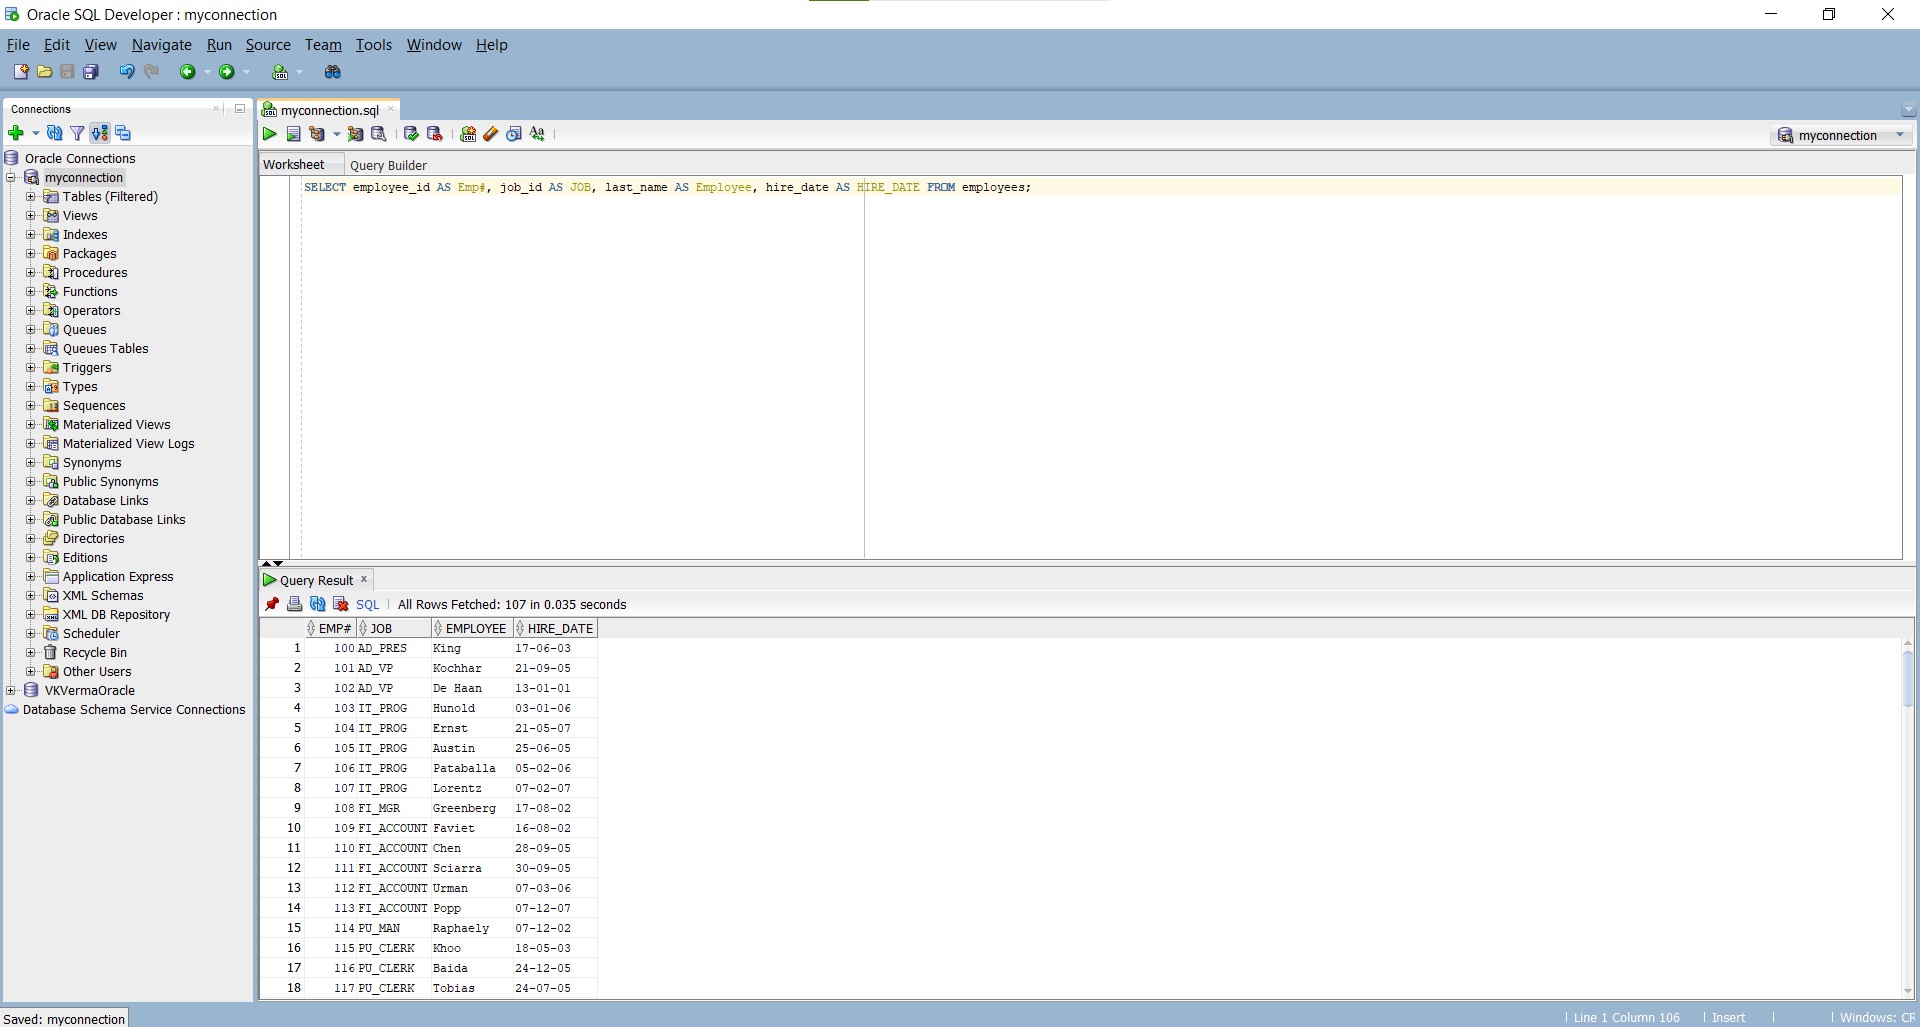 Oracle SQL Developer : myconnection
File Edit View Navigate Run Source Team Tools Window Help
Connections
myconnection.sql
myconnection
Oracle Connections
myconnection
Tables (Filtered)
Views
Indexes
Packages
Procedures
Functions
Operators
Queues
Queues Tables
Triggers
Types
Sequences
Materialized Views
Materialized View Logs
Synonyms
Public Synonyms
Database Links
Public Database Links
Directories
Editions
Application Express
XML Schemas
XML DB Repository
Scheduler
Recycle Bin
Other Users
VKVermaOracle
Database Schema Service Connections
Worksheet Query Builder
SELECT employee_id AS Emp#, job_id AS JOB, last_name AS Employee, hire_date AS HIRE_DATE FROM employees;
Query Result
SQL All Rows Fetched: 107 in 0.035 seconds
EMP# JOB EMPLOYEE HIRE_DATE
1 100 AD_PRES King 17-06-03
2 101 AD_VP Kochhar 21-09-05
3 102 AD_VP De Haan 13-01-01
4 103 IT_PROG Hunold 03-01-06
5 104 IT_PROG Ernst 21-05-07
6 105 IT_PROG Austin 25-06-05
7 106 IT_PROG Pataballa 05-02-06
8 107 IT_PROG Lorentz 07-02-07
9 108 FI_MGR Greenberg 17-08-02
10 109 FI_ACCOUNT Faviet 16-08-02
11 110 FI_ACCOUNT Chen 28-09-05
12 111 FI_ACCOUNT Sciarra 30-09-05
13 112 FI_ACCOUNT Urman 07-03-06
14 113 FI_ACCOUNT Popp 07-12-07
15 114 PU_MAN Raphaely 07-12-02
16 115 PU_CLERK Khoo 18-05-03
17 116 PU_CLERK Baida 24-12-05
18 117 PU_CLERK Tobias 24-07-05
Saved: myconnection
Line 1 Column 106 Insert Windows: CR